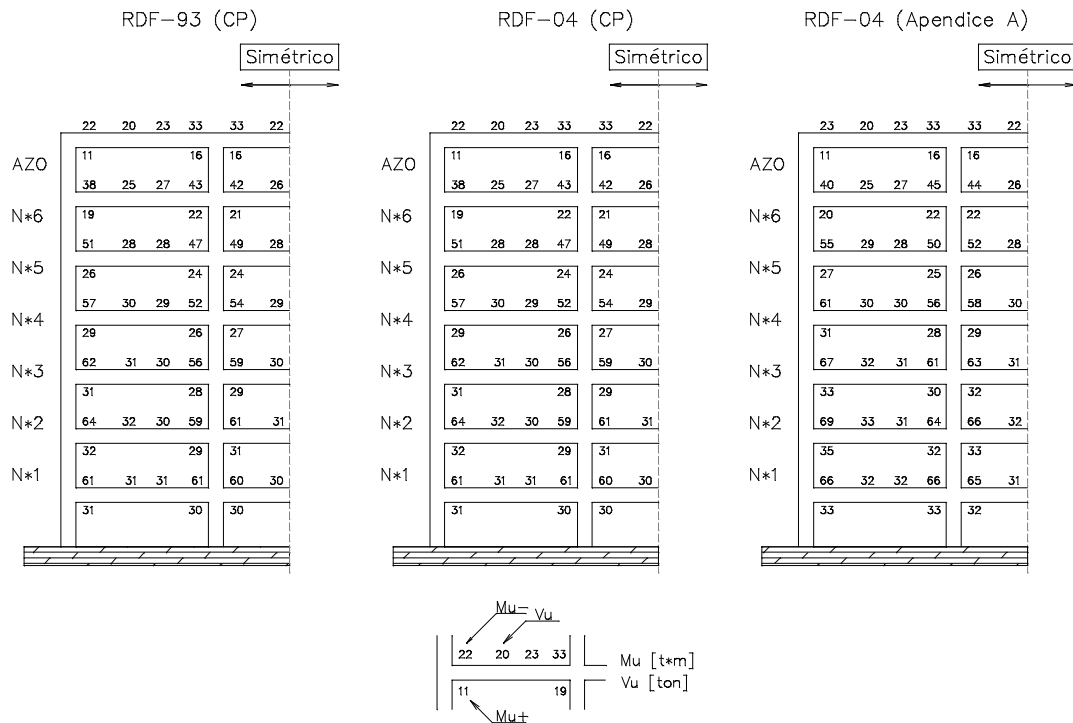 RDF-93 (CP)
RDF-04 (CP)
RDF-04 (Apendice A)
Simétrico
Simétrico
Simétrico
22 20 23 33 33 22
22 20 23 33 33 22
23 20 23 33 33 22
AZO 11 16 16
AZO 11 16 16
AZO 11 16 16
38 25 27 43 42 26
38 25 27 43 42 26
40 25 27 45 44 26
N*6 19 22 21
N*6 19 22 21
N*6 20 22 22
51 28 28 47 49 28
51 28 28 47 49 28
55 29 28 50 52 28
N*5 26 24 24
N*5 26 24 24
N*5 27 25 26
57 30 29 52 54 29
57 30 29 52 54 29
61 30 30 56 58 30
N*4 29 26 27
N*4 29 26 27
N*4 31 28 29
62 31 30 56 59 30
62 31 30 56 59 30
67 32 31 61 63 31
N*3 31 28 29
N*3 31 28 29
N*3 33 30 32
64 32 30 59 61 31
64 32 30 59 61 31
69 33 31 64 66 32
N*2 32 29 31
N*2 32 29 31
N*2 35 32 33
61 31 31 61 60 30
61 31 31 61 60 30
66 32 32 66 65 31
N*1 31 30 30
N*1 31 30 30
N*1 33 33 32
Mu- Vu
22 20 23 33
Mu [t*m]
Vu [ton]
11 19
Mu+